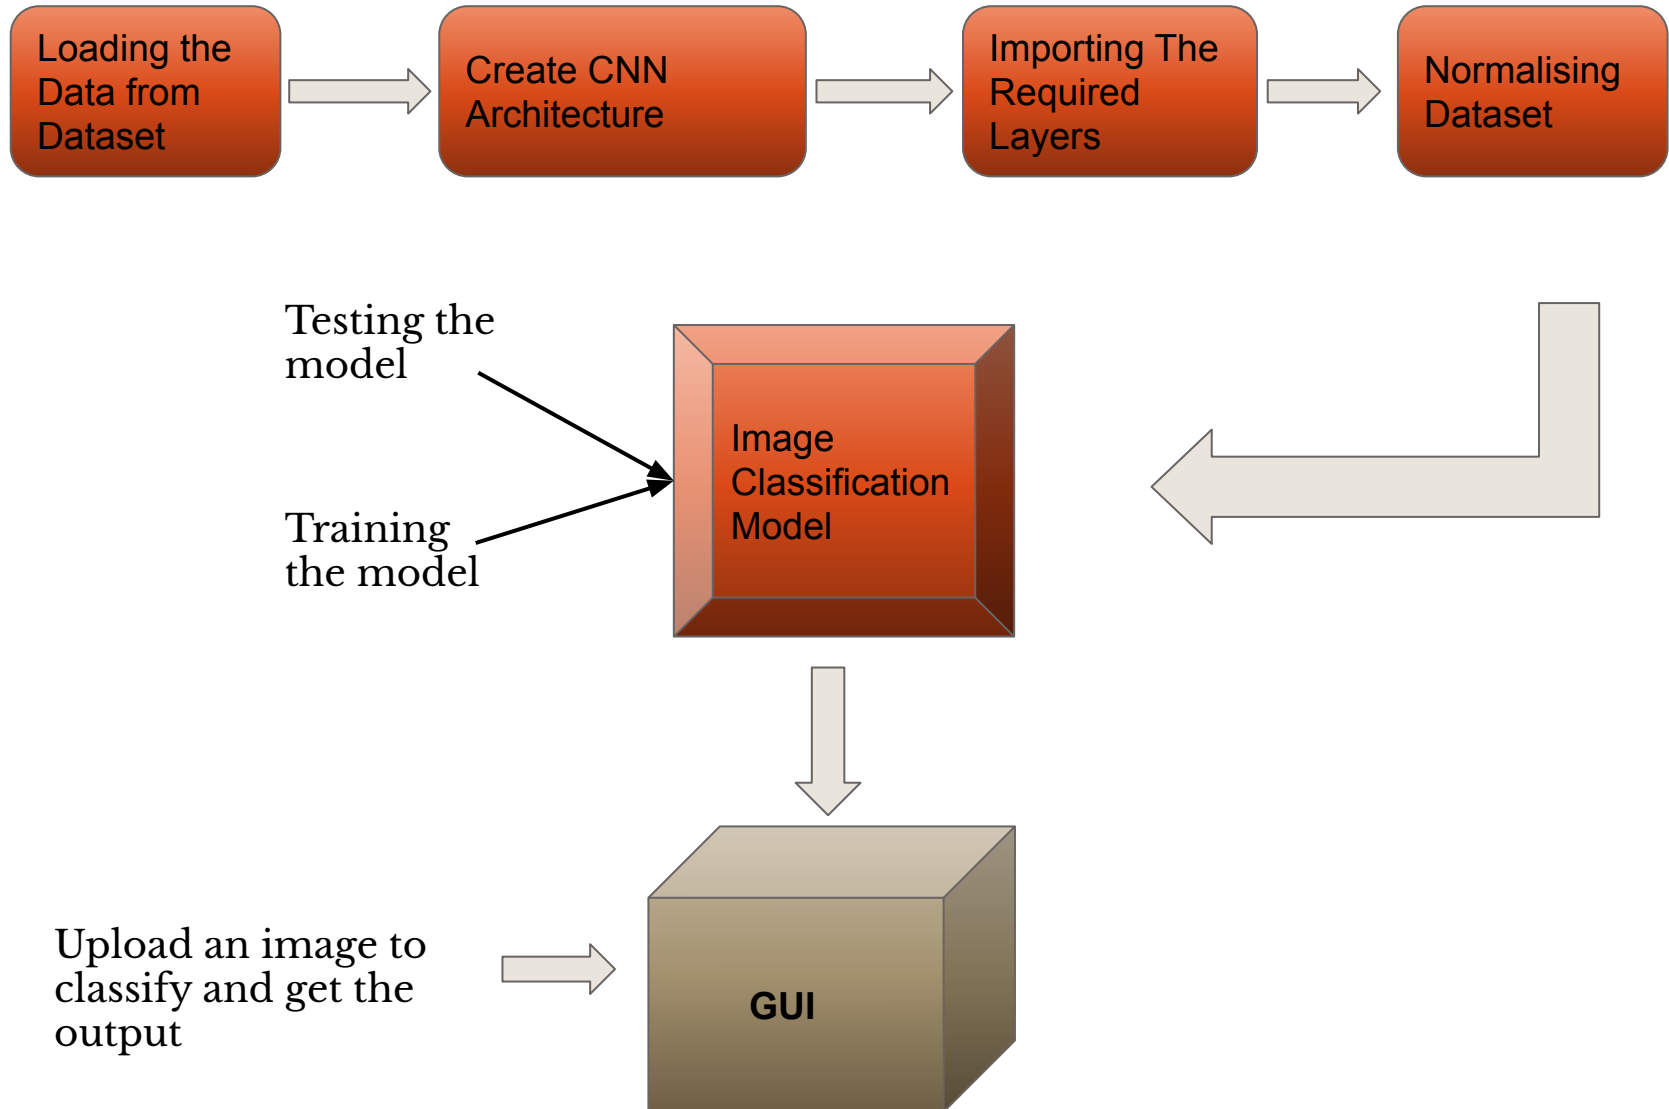 Loading the
Data from
Dataset
Create CNN
Architecture
Importing The
Required
Layers
Normalising
Dataset
Testing the
model
Training
the model
Image
Classification
Model
Upload an image to
classify and get the
output
GUI